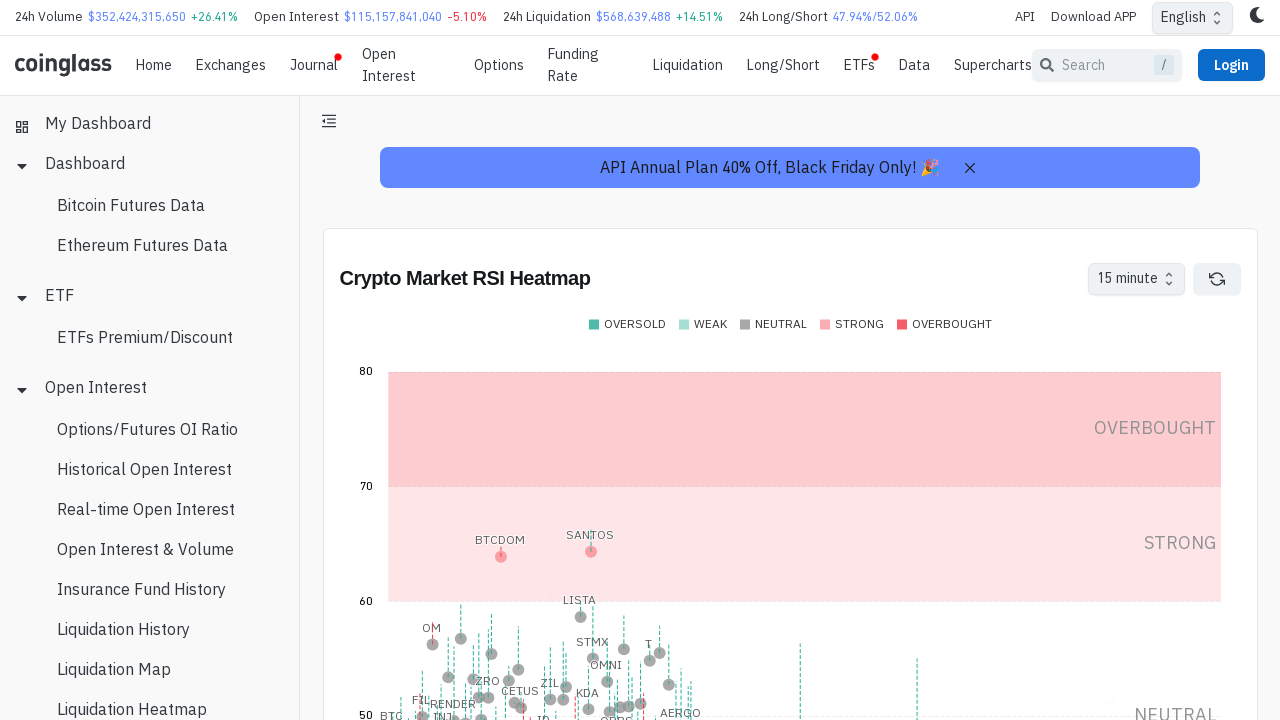 24h Volume $352,424,315,650 +26.41% Open Interest $115,157,841,040 -5.10% 24h Liquidation $568,639,488 +14.51% 24h Long/Short 47.94%/52.06% API Download APP English
coinglass Home Exchanges Journal Open Interest Options Funding Rate Liquidation Long/Short ETFs Data Supercharts Search / Login
My Dashboard
Dashboard
Bitcoin Futures Data
Ethereum Futures Data
ETF
ETFs Premium/Discount
Open Interest
Options/Futures OI Ratio
Historical Open Interest
Real-time Open Interest
Open Interest & Volume
Insurance Fund History
Liquidation History
Liquidation Map
Liquidation Heatmap
API Annual Plan 40% Off, Black Friday Only! 🎉
Crypto Market RSI Heatmap 15 minute
OVERSOLD WEAK NEUTRAL STRONG OVERBOUGHT
80
OVERBOUGHT
70
BTCDOM SANTOS
STRONG
60
LISTA
OM
STMX T
OMNI
ZRO ZIL
CETUS KDA
FIL RENDER
BTC INJ AERGO
50 NEUTRAL